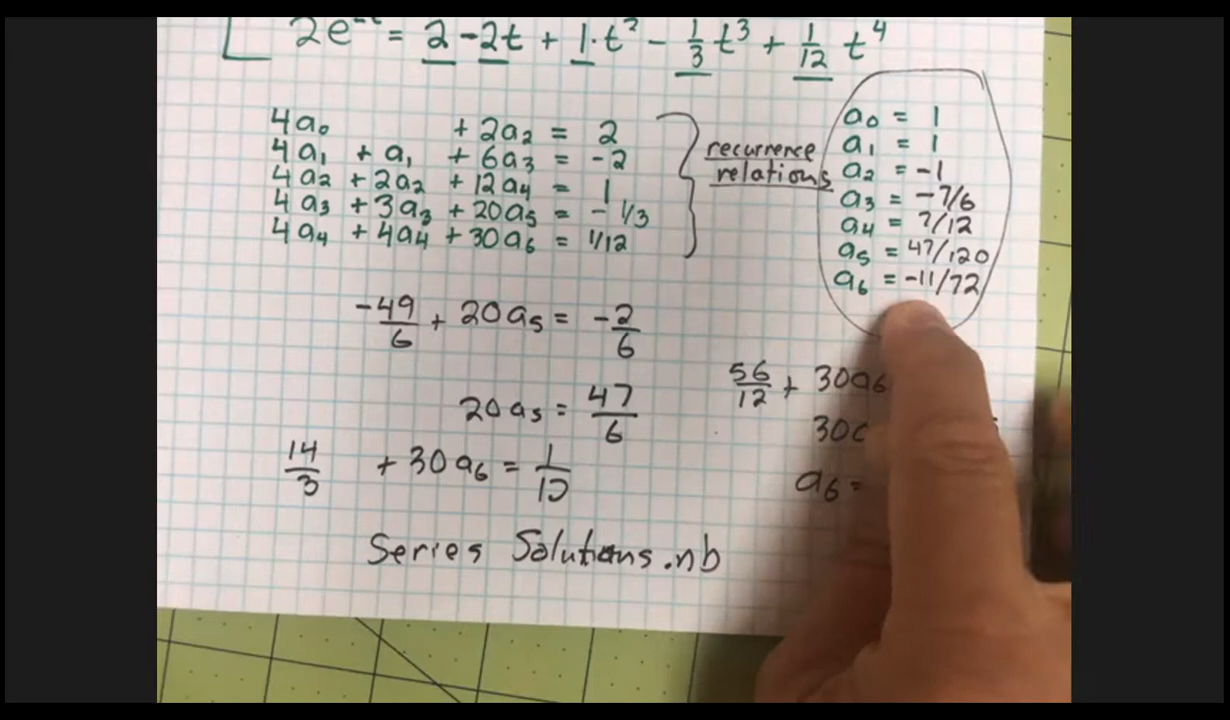 2e⁻ᵗ = 2 - 2t + 1·t² - 1/3 t³ + 1/12 t⁴
4a₀ + 2a₂ = 2
4a₁ + a₁ + 6a₃ = -2
4a₂ + 2a₂ + 12a₄ = 1
4a₃ + 3a₃ + 20a₅ = - 1/3
4a₄ + 4a₄ + 30a₆ = 1/12
recurrence
relations
a₀ = 1
a₁ = 1
a₂ = -1
a₃ = -7/6
a₄ = 7/12
a₅ = 47/120
a₆ = -11/72
-49/6 + 20a₅ = -2/6
20a₅ = 47/6
14/3 + 30a₆ = 1/12
56/12 + 30a₆
30
a₆ =
Series Solutions.nb